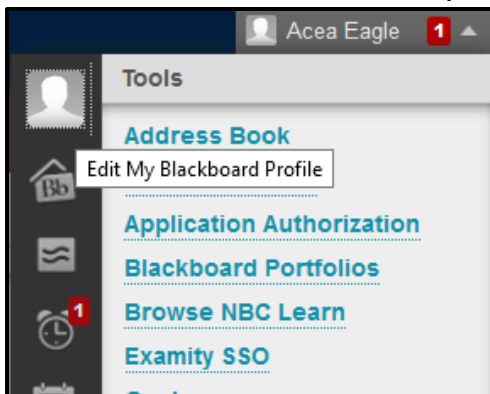 Acea Eagle 1
Tools
Address Book
Edit My Blackboard Profile
Bb
Application Authorization
Blackboard Portfolios
Browse NBC Learn
1
Examity SSO